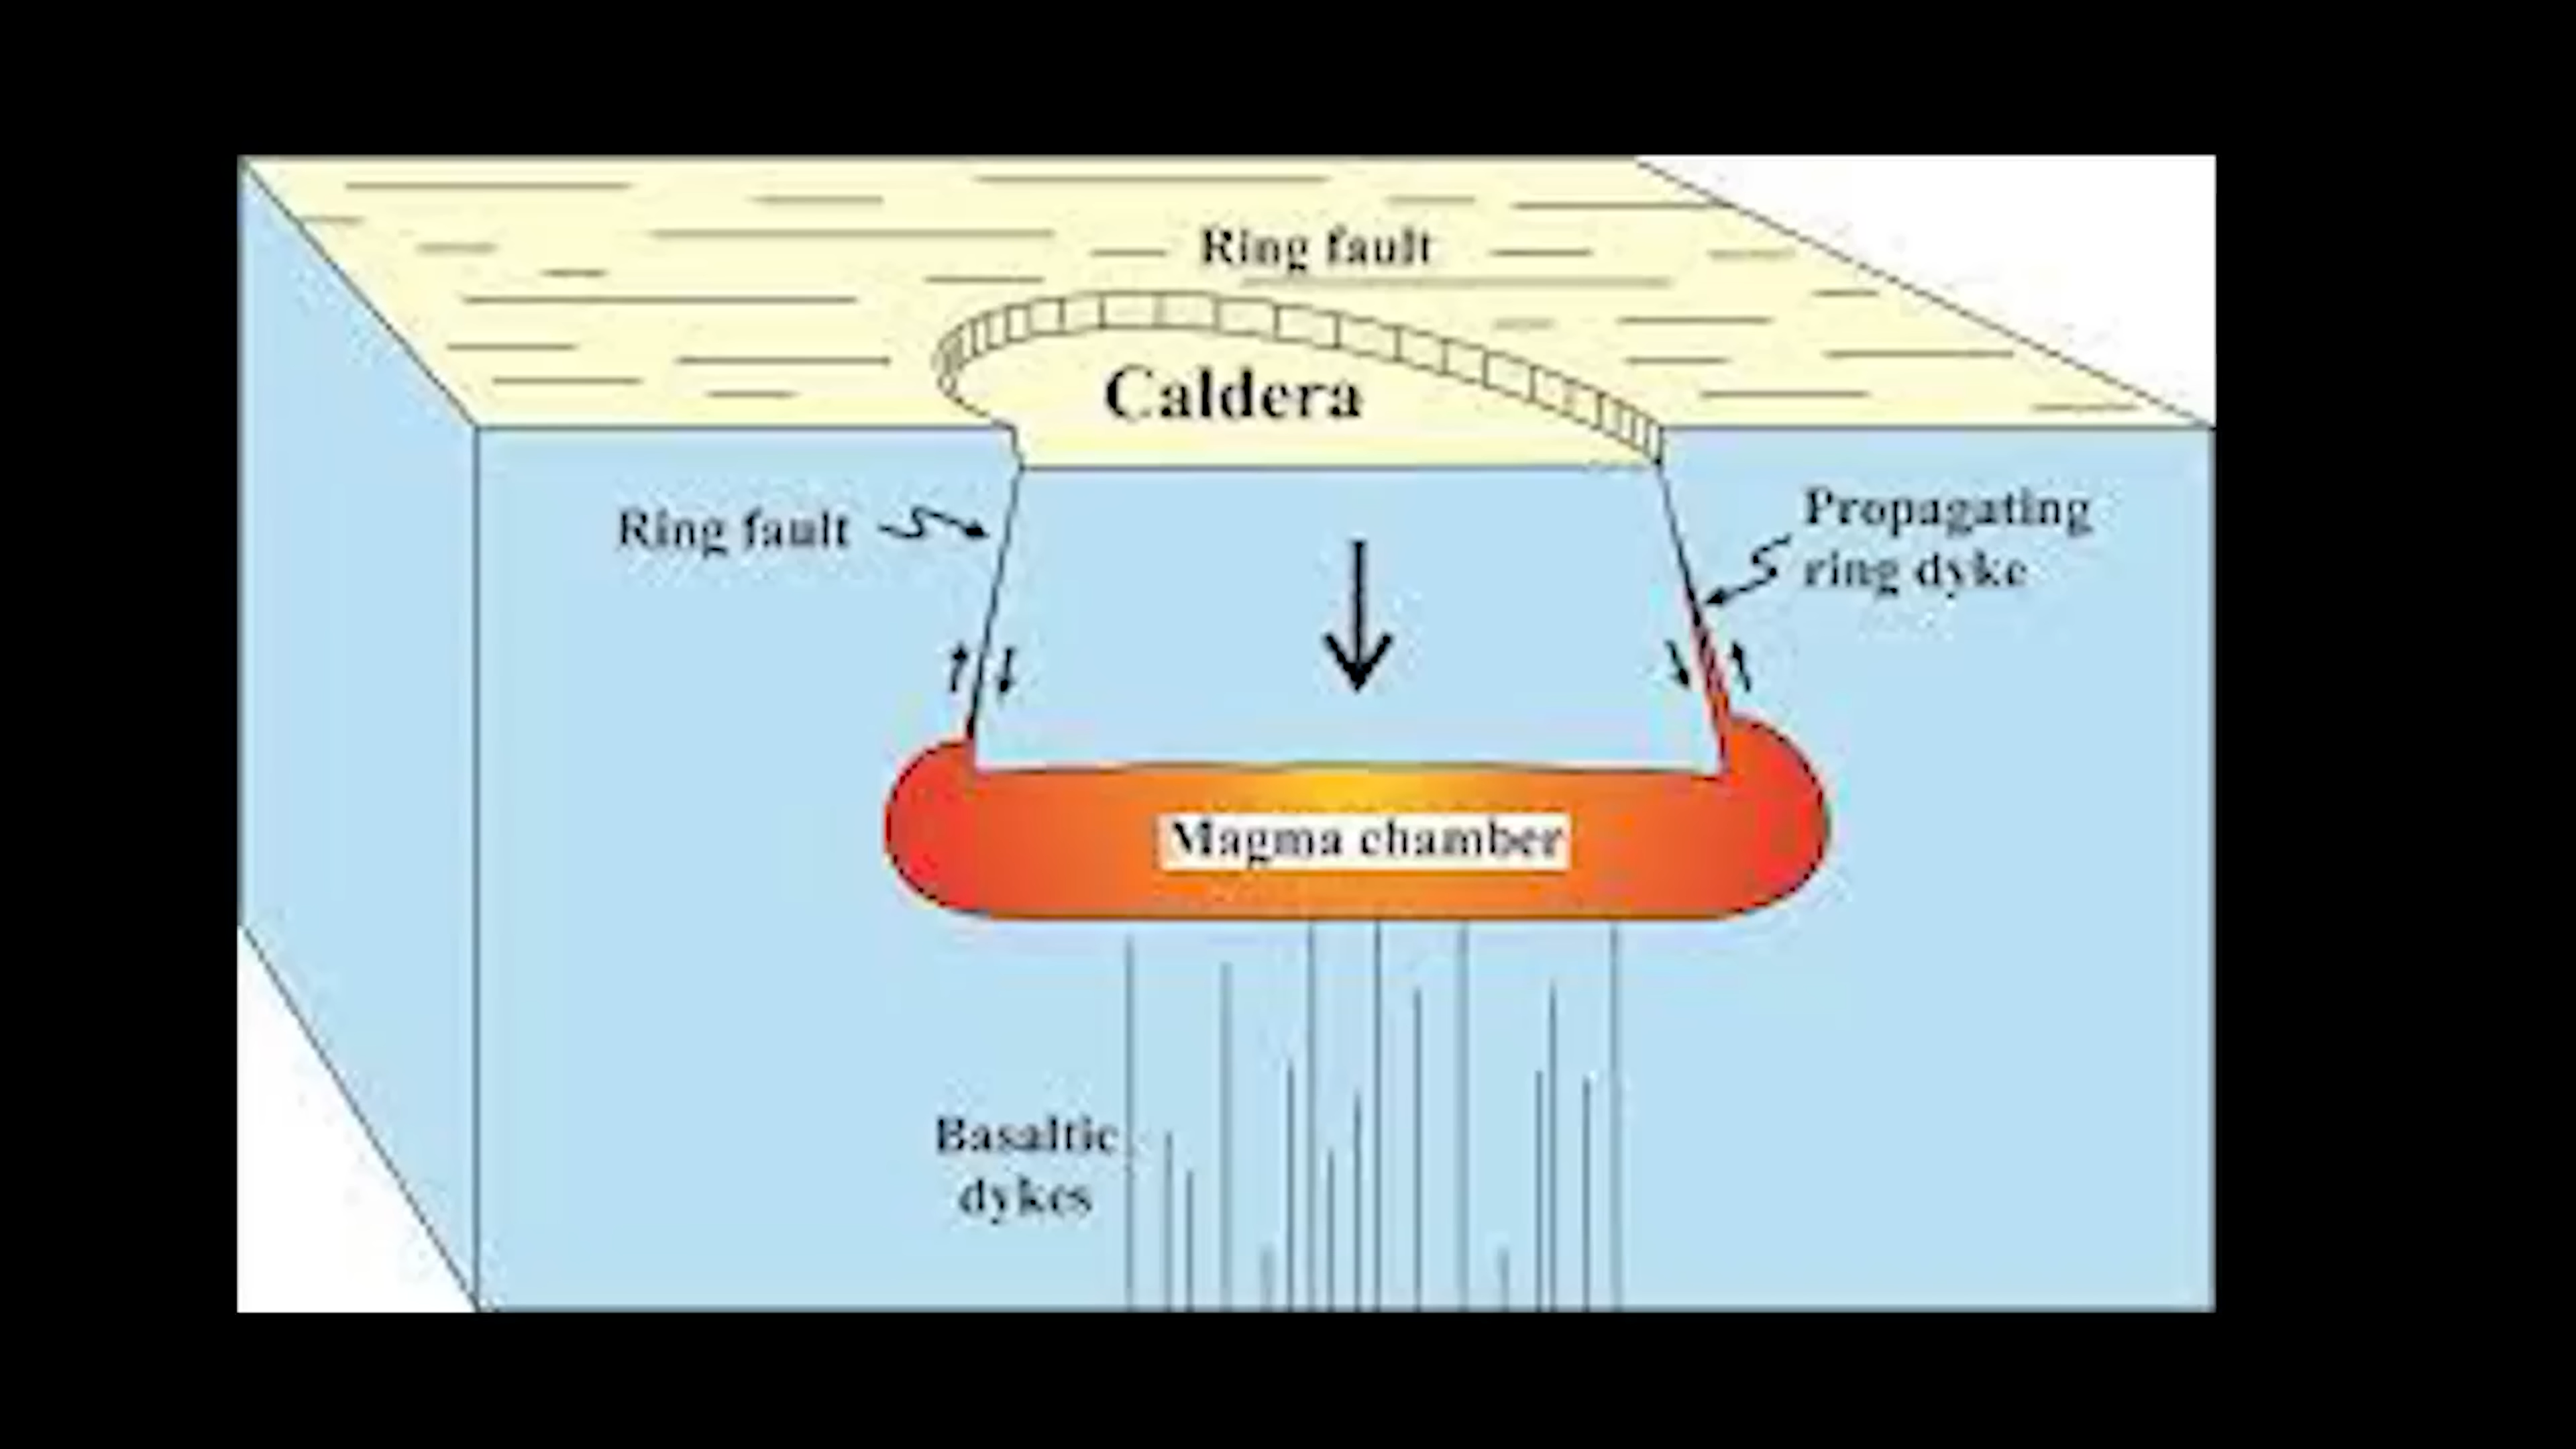 Ring fault
Caldera
Ring fault
Propagating
ring dyke
Magma chamber
Basaltic
dykes